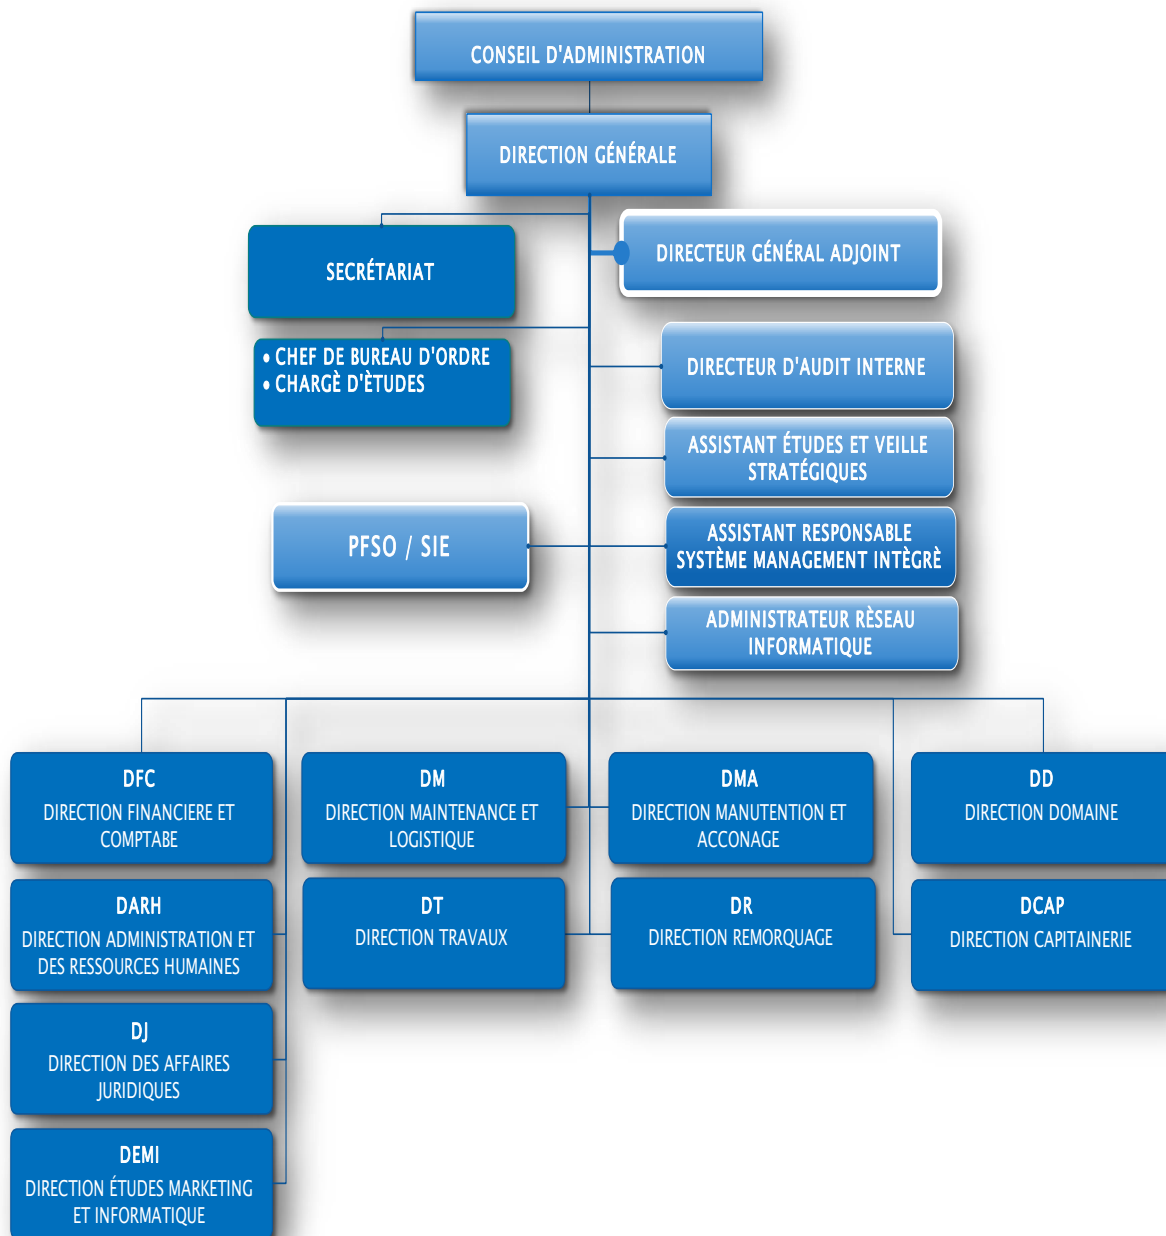 CONSEIL D'ADMINISTRATION
DIRECTION GÉNÉRALE
SECRÉTARIAT
DIRECTEUR GÉNÉRAL ADJOINT
• CHEF DE BUREAU D'ORDRE
• CHARGÈ D'ÈTUDES
DIRECTEUR D'AUDIT INTERNE
ASSISTANT ÉTUDES ET VEILLE
STRATÉGIQUES
PFSO / SIE
ASSISTANT RESPONSABLE
SYSTÈME MANAGEMENT INTÈGRÈ
ADMINISTRATEUR RÈSEAU
INFORMATIQUE
DFC
DIRECTION FINANCIERE ET
COMPTABE
DM
DIRECTION MAINTENANCE ET
LOGISTIQUE
DMA
DIRECTION MANUTENTION ET
ACCONAGE
DD
DIRECTION DOMAINE
DARH
DIRECTION ADMINISTRATION ET
DES RESSOURCES HUMAINES
DT
DIRECTION TRAVAUX
DR
DIRECTION REMORQUAGE
DCAP
DIRECTION CAPITAINERIE
DJ
DIRECTION DES AFFAIRES
JURIDIQUES
DEMI
DIRECTION ÉTUDES MARKETING
ET INFORMATIQUE